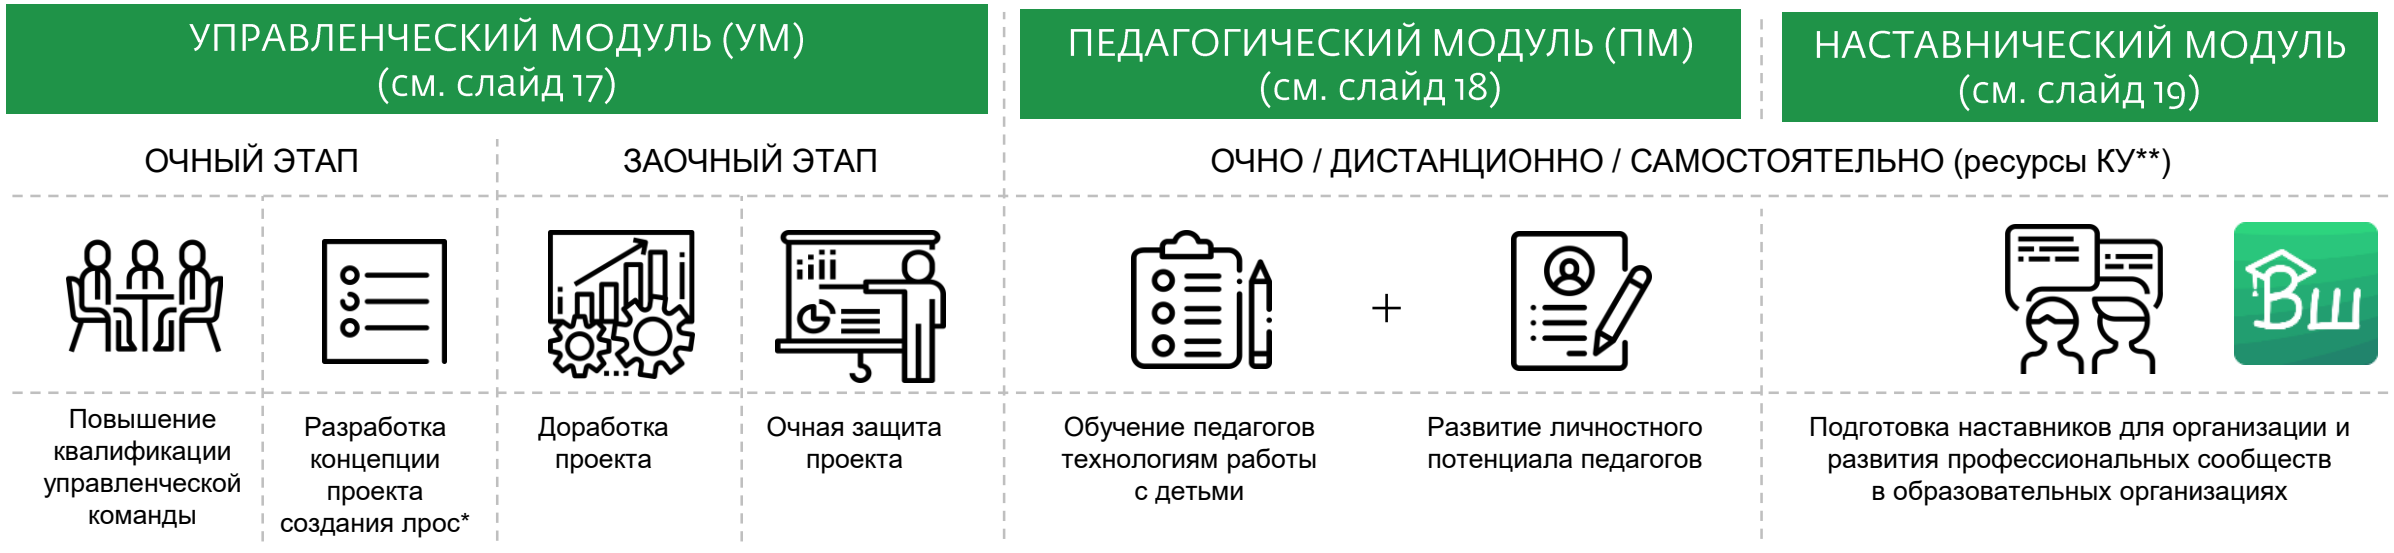 УПРАВЛЕНЧЕСКИЙ МОДУЛЬ (УМ)
(см. слайд 17)
ПЕДАГОГИЧЕСКИЙ МОДУЛЬ (ПМ)
(см. слайд 18)
НАСТАВНИЧЕСКИЙ МОДУЛЬ
(см. слайд 19)
ОЧНЫЙ ЭТАП
ЗАОЧНЫЙ ЭТАП
ОЧНО / ДИСТАНЦИОННО / САМОСТОЯТЕЛЬНО (ресурсы КУ**)
+
Вш
Повышение
квалификации
управленческой
команды
Разработка
концепции
проекта
создания лрос*
Доработка
проекта
Очная защита
проекта
Обучение педагогов
технологиям работы
с детьми
Развитие личностного
потенциала педагогов
Подготовка наставников для организации и
развития профессиональных сообществ
в образовательных организациях